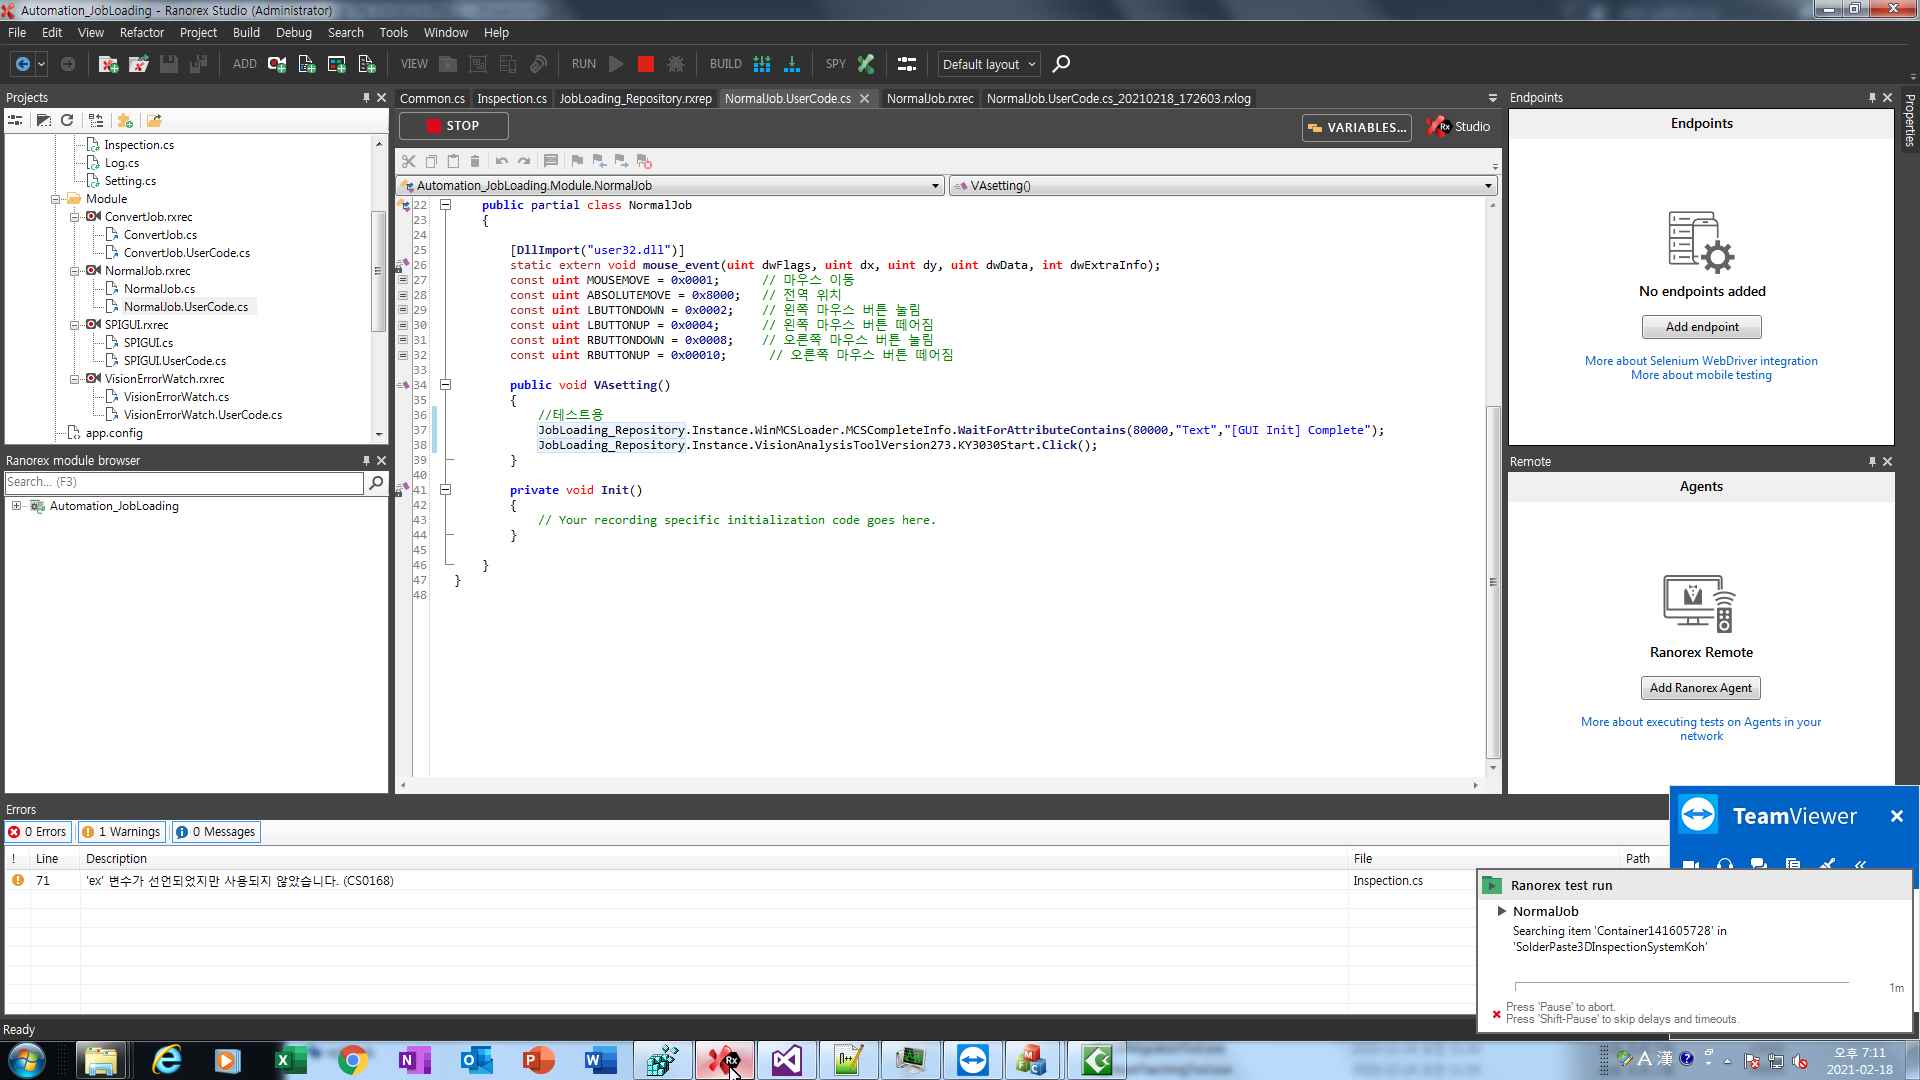 Automation_JobLoading - Ranorex Studio (Administrator)
File Edit View Refactor Project Build Debug Search Tools Window Help
ADD VIEW RUN BUILD SPY Default layout
Projects
Inspection.cs
Log.cs
Setting.cs
Module
ConvertJob.rxrec
ConvertJob.cs
ConvertJob.UserCode.cs
NormalJob.rxrec
NormalJob.cs
NormalJob.UserCode.cs
SPIGUI.rxrec
SPIGUI.cs
SPIGUI.UserCode.cs
VisionErrorWatch.rxrec
VisionErrorWatch.cs
VisionErrorWatch.UserCode.cs
app.config
Ranorex module browser
Search... (F3)
Automation_JobLoading
Common.cs Inspection.cs JobLoading_Repository.rxrep NormalJob.UserCode.cs NormalJob.rxrec NormalJob.UserCode.cs_20210218_172603.rxlog
STOP VARIABLES... Rx Studio
Automation_JobLoading.Module.NormalJob VAsetting()
22 public partial class NormalJob
23 {
24
25 [DllImport("user32.dll")]
26 static extern void mouse_event(uint dwFlags, uint dx, uint dy, uint dwData, int dwExtraInfo);
27 const uint MOUSEMOVE = 0x0001; // 마우스 이동
28 const uint ABSOLUTEMOVE = 0x8000; // 전역 위치
29 const uint LBUTTONDOWN = 0x0002; // 왼쪽 마우스 버튼 눌림
30 const uint LBUTTONUP = 0x0004; // 왼쪽 마우스 버튼 떼어짐
31 const uint RBUTTONDOWN = 0x0008; // 오른쪽 마우스 버튼 눌림
32 const uint RBUTTONUP = 0x00010; // 오른쪽 마우스 버튼 떼어짐
33
34 public void VAsetting()
35 {
36 //테스트용
37 JobLoading_Repository.Instance.WinMCSLoader.MCSCompleteInfo.WaitForAttributeContains(80000,"Text","[GUI Init] Complete");
38 JobLoading_Repository.Instance.VisionAnalysisToolVersion273.KY3030Start.Click();
39 }
40
41 private void Init()
42 {
43 // Your recording specific initialization code goes here.
44 }
45
46 }
47 }
48
Endpoints
Endpoints
No endpoints added
Add endpoint
More about Selenium WebDriver integration
More about mobile testing
Properties
Remote
Agents
Ranorex Remote
Add Ranorex Agent
More about executing tests on Agents in your
network
Errors
0 Errors 1 Warnings 0 Messages
! Line Description File Path
71 'ex' 변수가 선언되었지만 사용되지 않았습니다. (CS0168) Inspection.cs
TeamViewer
Ranorex test run
NormalJob
Searching item 'Container141605728' in
'SolderPaste3DInspectionSystemKoh'
1m
Press 'Pause' to abort.
Press 'Shift-Pause' to skip delays and timeouts.
Ready
A 漢
오후 7:11
2021-02-18